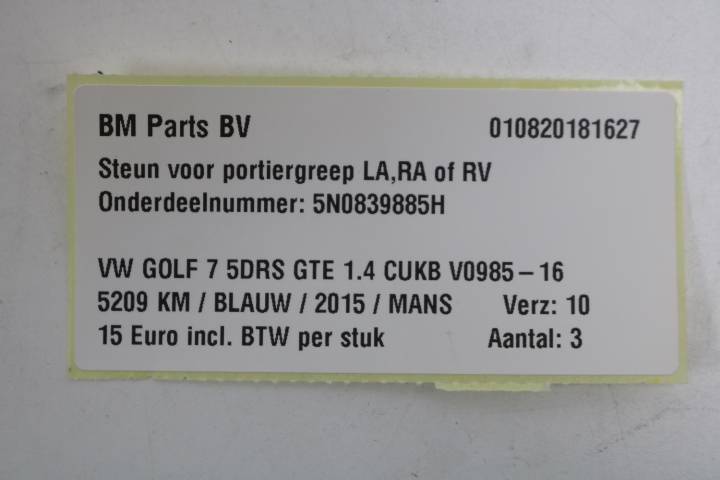 BM Parts BV 010820181627
Steun voor portiergreep LA,RA of RV
Onderdeelnummer: 5N0839885H
VW GOLF 7 5DRS GTE 1.4 CUKB V0985-16
5209 KM / BLAUW / 2015 / MANS Verz: 10
15 Euro incl. BTW per stuk Aantal: 3